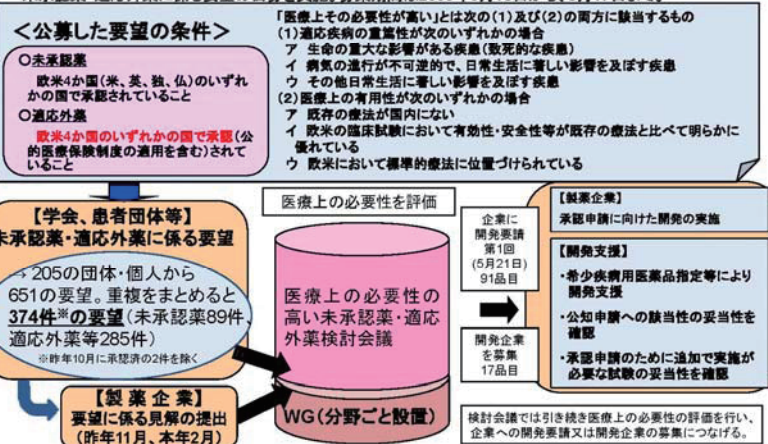 <公募した要望の条件>
○未承認薬
欧米4か国(米、英、独、仏)のいずれ
かの国で承認されていること
○適応外薬
欧米4か国のいずれかの国で承認(公
的医療保険制度の適用を含む)されて
いること
「医療上その必要性が高い」とは次の(1)及び(2)の両方に該当するもの
(1)適応疾病の重篤性が次のいずれかの場合
ア 生命の重大な影響がある疾患(致死的な疾患)
イ 病気の進行が不可逆的で、日常生活に著しい影響を及ぼす疾患
ウ その他日常生活に著しい影響を及ぼす疾患
(2)医療上の有用性が次のいずれかの場合
ア 既存の療法が国内にない
イ 欧米の臨床試験において有効性・安全性等が既存の療法と比べて明らかに
優れている
ウ 欧米において標準的療法に位置づけられている
【学会、患者団体等】
未承認薬・適応外薬に係る要望
→ 205の団体・個人から
651の要望。重複をまとめると
374件※の要望(未承認薬89件、
適応外薬等285件)
※昨年10月に承認済の2件を除く
【製薬企業】
要望に係る見解の提出
(昨年11月、本年2月)
医療上の必要性を評価
医療上の必要性の
高い未承認薬・適応
外薬検討会議
WG(分野ごと設置)
企業に
開発要請
第1回
(5月21日)
91品目
開発企業
を募集
17品目
【製薬企業】
承認申請に向けた開発の実施
【開発支援】
・希少疾病用医薬品指定等により
開発支援
・公知申請への該当性の妥当性を
確認
・承認申請のために追加で実施が
必要な試験の妥当性を確認
検討会議では引き続き医療上の必要性の評価を行い、
企業への開発要請又は開発企業の募集につなげる。